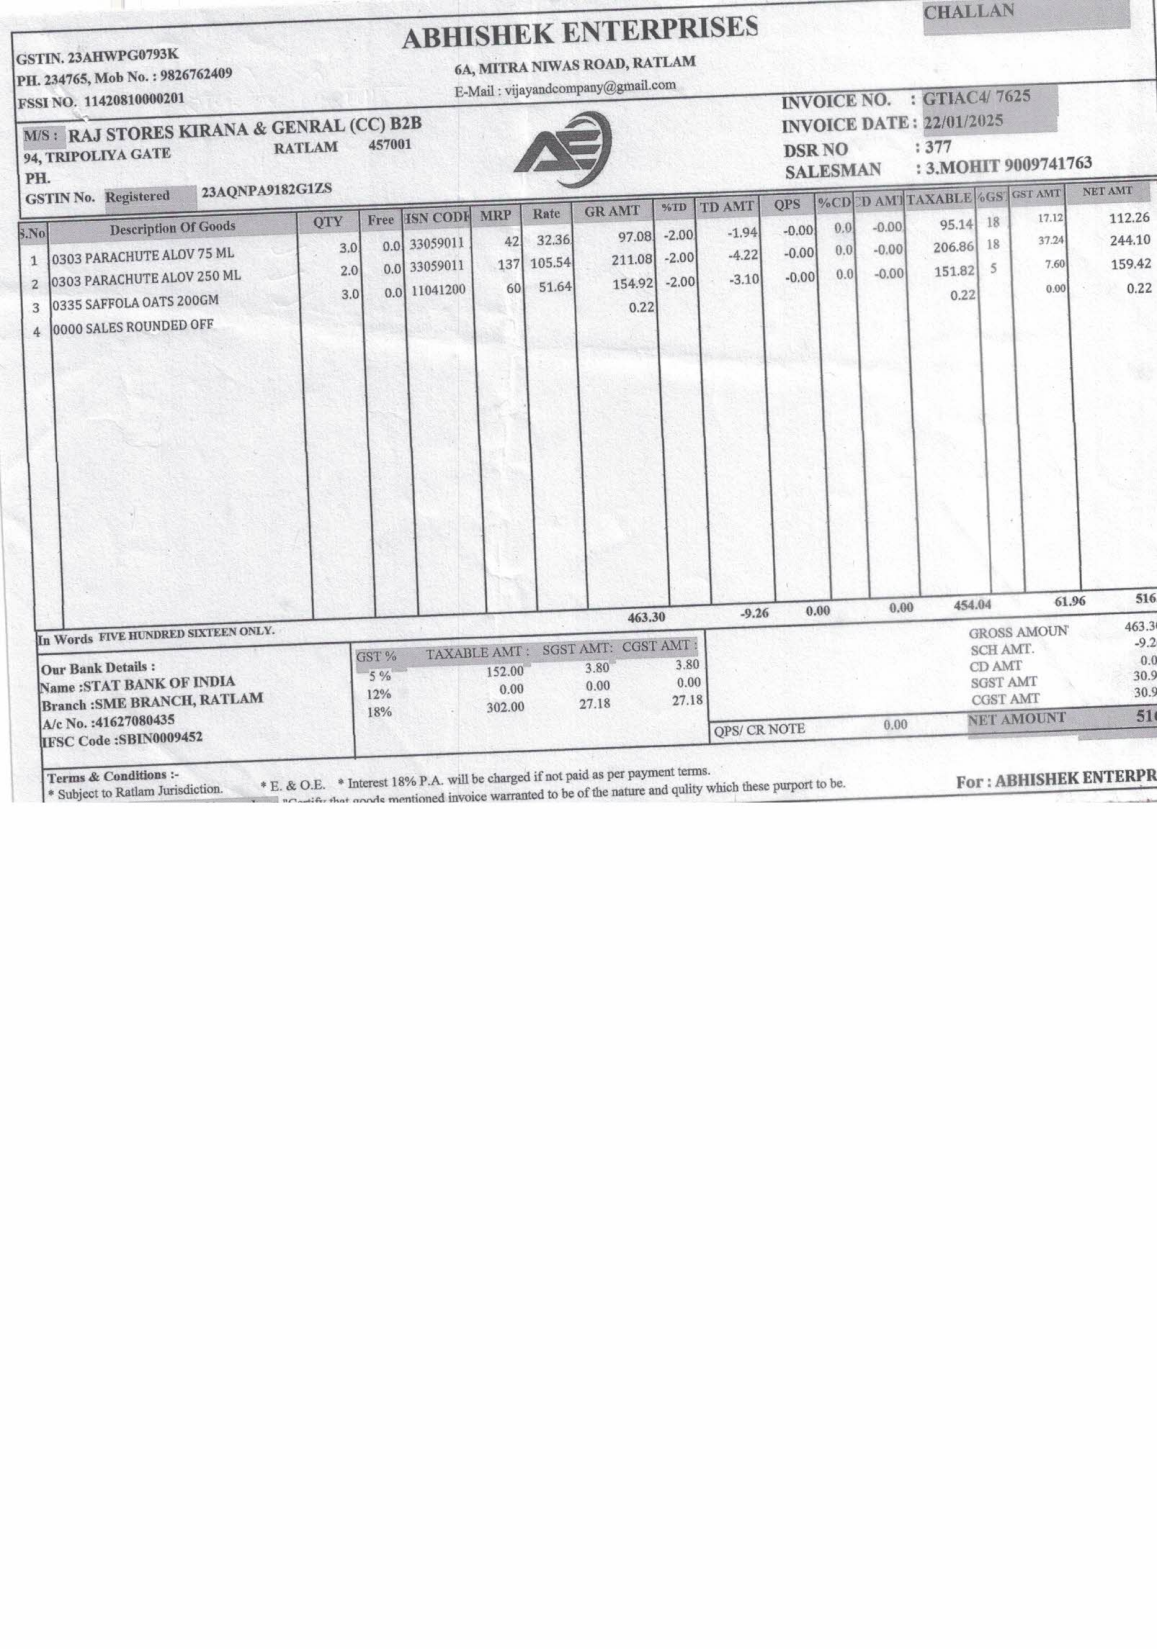 CHALLAN
ABHISHEK ENTERPRISES
GSTIN. 23AHWPG0793K
PH. 234765, Mob No. : 9826762409
FSSI NO. 11420810000201
6A, MITRA NIWAS ROAD, RATLAM
E-Mail : vijayandcompany@gmail.com
M/S : RAJ STORES KIRANA & GENRAL (CC) B2B
94, TRIPOLIYA GATE RATLAM 457001
PH.
GSTIN No. Registered 23AQNPA9182G1ZS
AE
INVOICE NO. : GTIAC4/ 7625
INVOICE DATE : 22/01/2025
DSR NO : 377
SALESMAN : 3.MOHIT 9009741763
S.No Description Of Goods QTY Free ISN CODE MRP Rate GR AMT %TD TD AMT QPS %CD D AMT TAXABLE %GS GST AMT NET AMT
1 0303 PARACHUTE ALOV 75 ML 3.0 0.0 33059011 42 32.36 97.08 -2.00 -1.94 -0.00 0.0 -0.00 95.14 18 17.12 112.26
2 0303 PARACHUTE ALOV 250 ML 2.0 0.0 33059011 137 105.54 211.08 -2.00 -4.22 -0.00 0.0 -0.00 206.86 18 37.24 244.10
3 0335 SAFFOLA OATS 200GM 3.0 0.0 11041200 60 51.64 154.92 -2.00 -3.10 -0.00 0.0 -0.00 151.82 5 7.60 159.42
4 0000 SALES ROUNDED OFF 0.22 0.22 0.00 0.22
463.30 -9.26 0.00 0.00 454.04 61.96 516.
In Words FIVE HUNDRED SIXTEEN ONLY.
Our Bank Details :
Name :STAT BANK OF INDIA
Branch :SME BRANCH, RATLAM
A/c No. :41627080435
IFSC Code :SBIN0009452
GST % TAXABLE AMT : SGST AMT: CGST AMT :
5 % 152.00 3.80 3.80
12% 0.00 0.00 0.00
18% 302.00 27.18 27.18
GROSS AMOUN 463.30
SCH AMT. -9.2
CD AMT 0.0
SGST AMT 30.9
CGST AMT 30.9
QPS/ CR NOTE 0.00 NET AMOUNT 516
Terms & Conditions :-
* Subject to Ratlam Jurisdiction. * E. & O.E. * Interest 18% P.A. will be charged if not paid as per payment terms.
"Certify that goods mentioned invoice warranted to be of the nature and qulity which these purport to be.
For : ABHISHEK ENTERPR